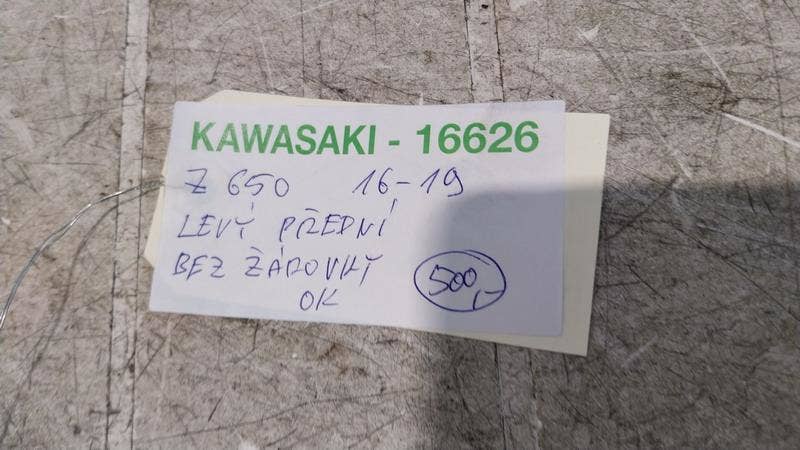 KAWASAKI - 16626
Z 650 16-19
LEVÝ PŘEDNÍ
BEZ ŽÁROVKY
500,-
OK